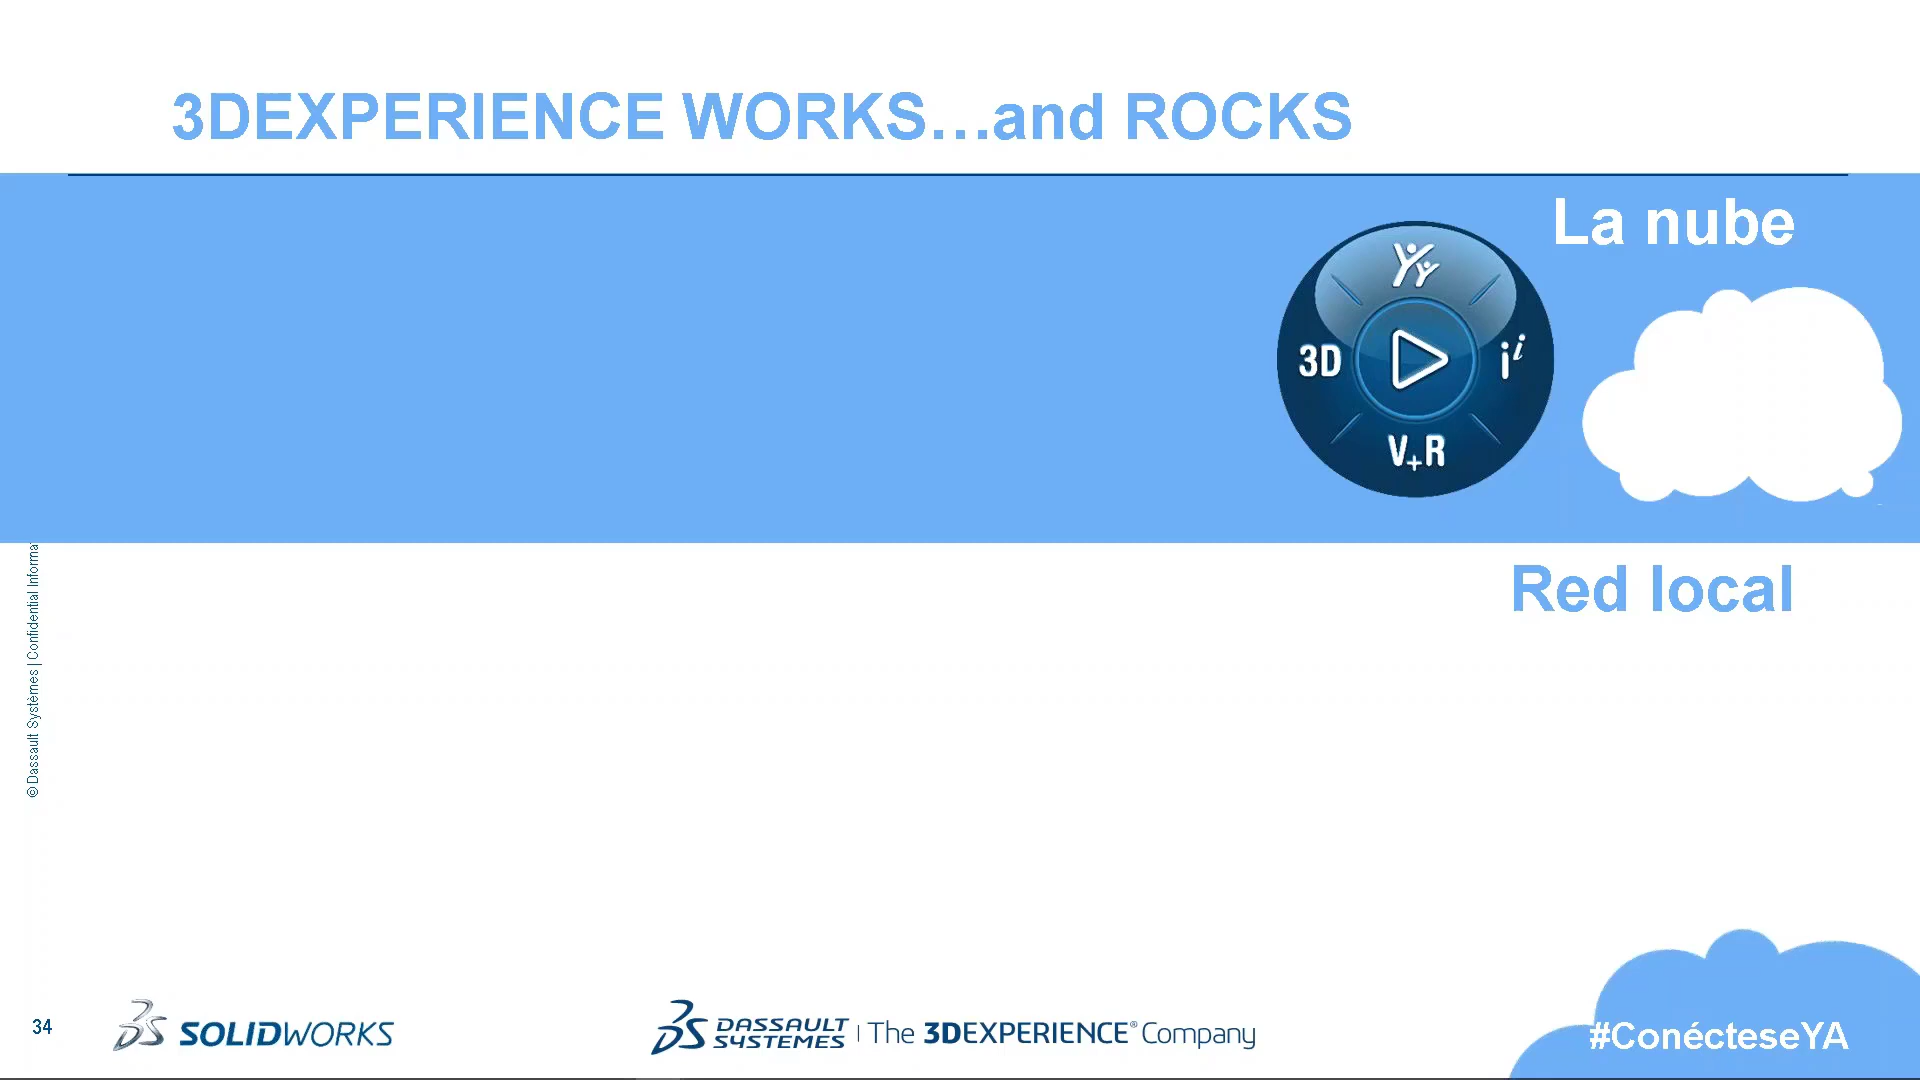 3DEXPERIENCE WORKS…and ROCKS
La nube
3D
i i
V+R
Red local
© Dassault Systèmes | Confidential
34
SOLIDWORKS
DASSAULT SYSTEMES | The 3DEXPERIENCE® Company
#ConécteseYA